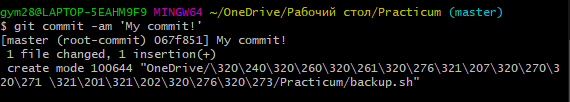 gym28@LAPTOP-5EAHM9F9 MINGW64 ~/OneDrive/Рабочий стол/Practicum (master)
$ git commit -am 'My commit!'
[master (root-commit) 067f851] My commit!
 1 file changed, 1 insertion(+)
 create mode 100644 "OneDrive/\320\240\320\260\320\261\320\276\321\207\320\270\3
20\271 \321\201\321\202\320\276\320\273/Practicum/backup.sh"